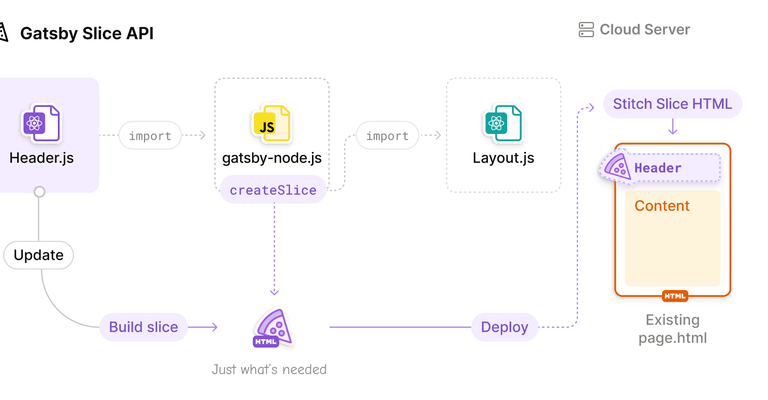 Gatsby Slice API
Cloud Server
Header.js
import
JS
gatsby-node.js
createSlice
import
Layout.js
Stitch Slice HTML
Header
Content
HTML
Existing
page.html
Update
Build slice
HTML
Just what's needed
Deploy